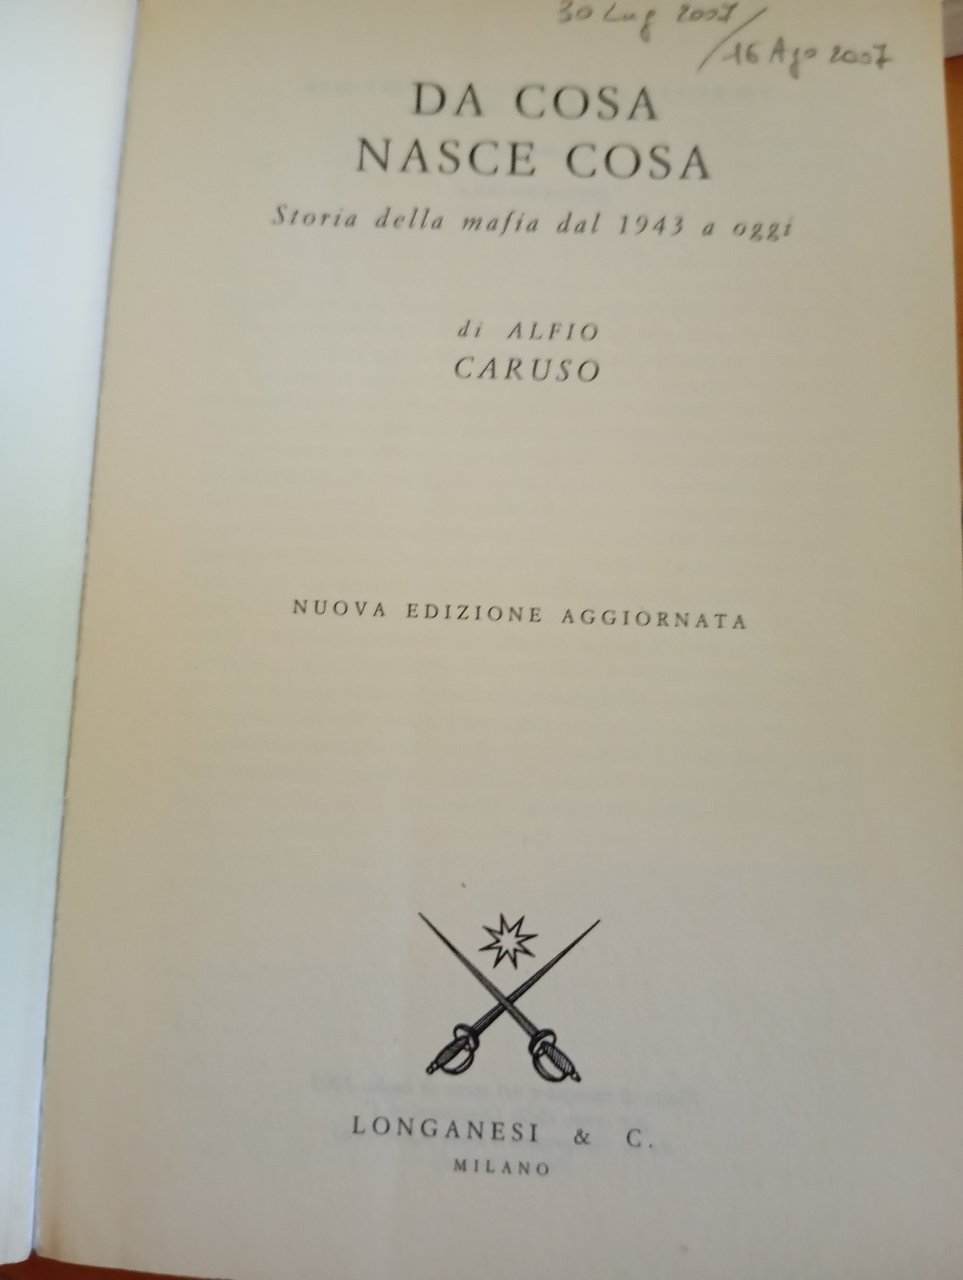 30 Lug 2007/
/16 Ago 2007
DA COSA
NASCE COSA
Storia della mafia dal 1943 a oggi
di ALFIO
CARUSO
NUOVA EDIZIONE AGGIORNATA
LONGANESI & C.
MILANO